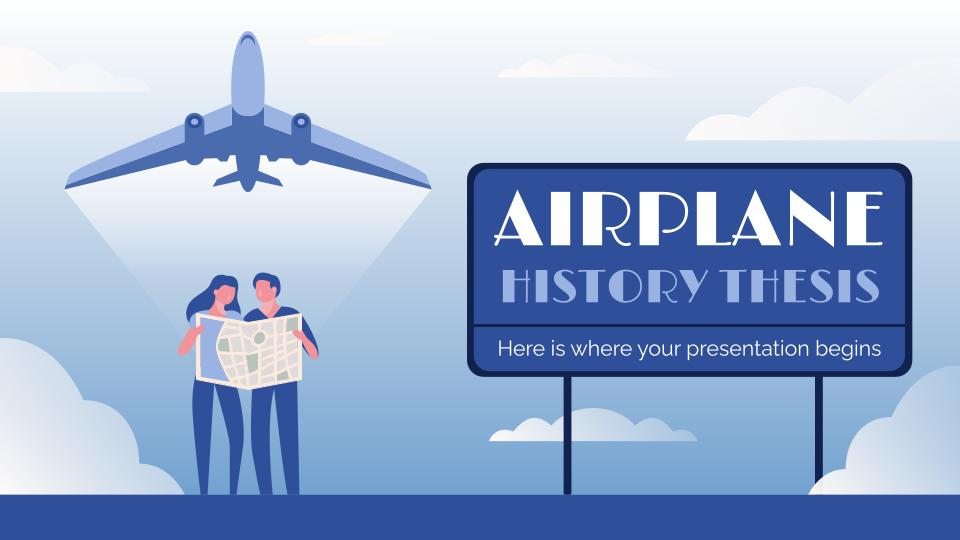 AIRPLANE
HISTORY THESIS
Here is where your presentation begins